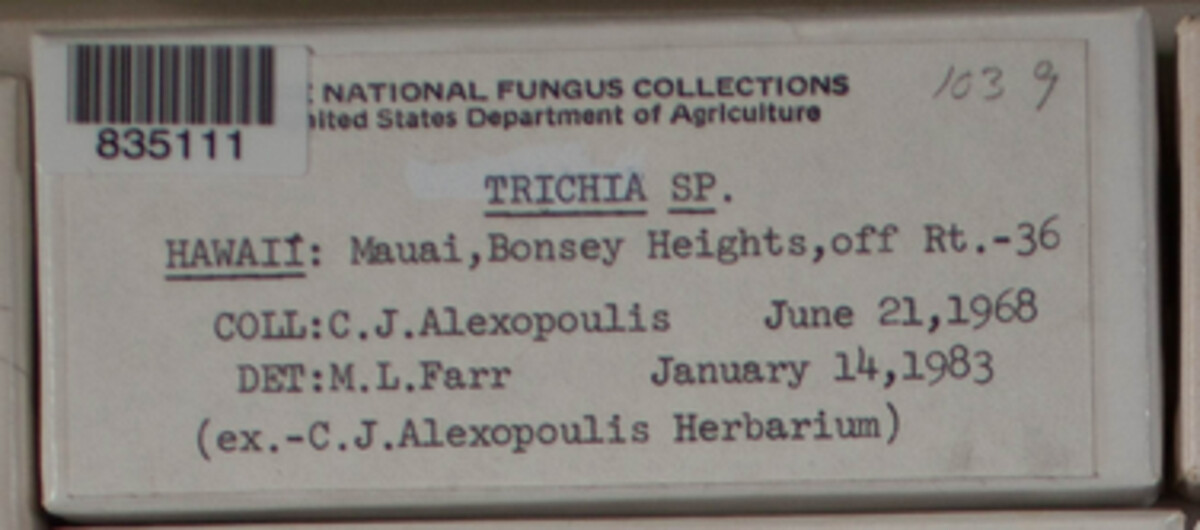 NATIONAL FUNGUS COLLECTIONS
ited States Department of Agriculture
103 9
835111
TRICHIA SP.
HAWAII: Mauai,Bonsey Heights,off Rt.-36
COLL:C.J.Alexopoulis June 21,1968
DET:M.L.Farr January 14,1983
(ex.-C.J.Alexopoulis Herbarium)